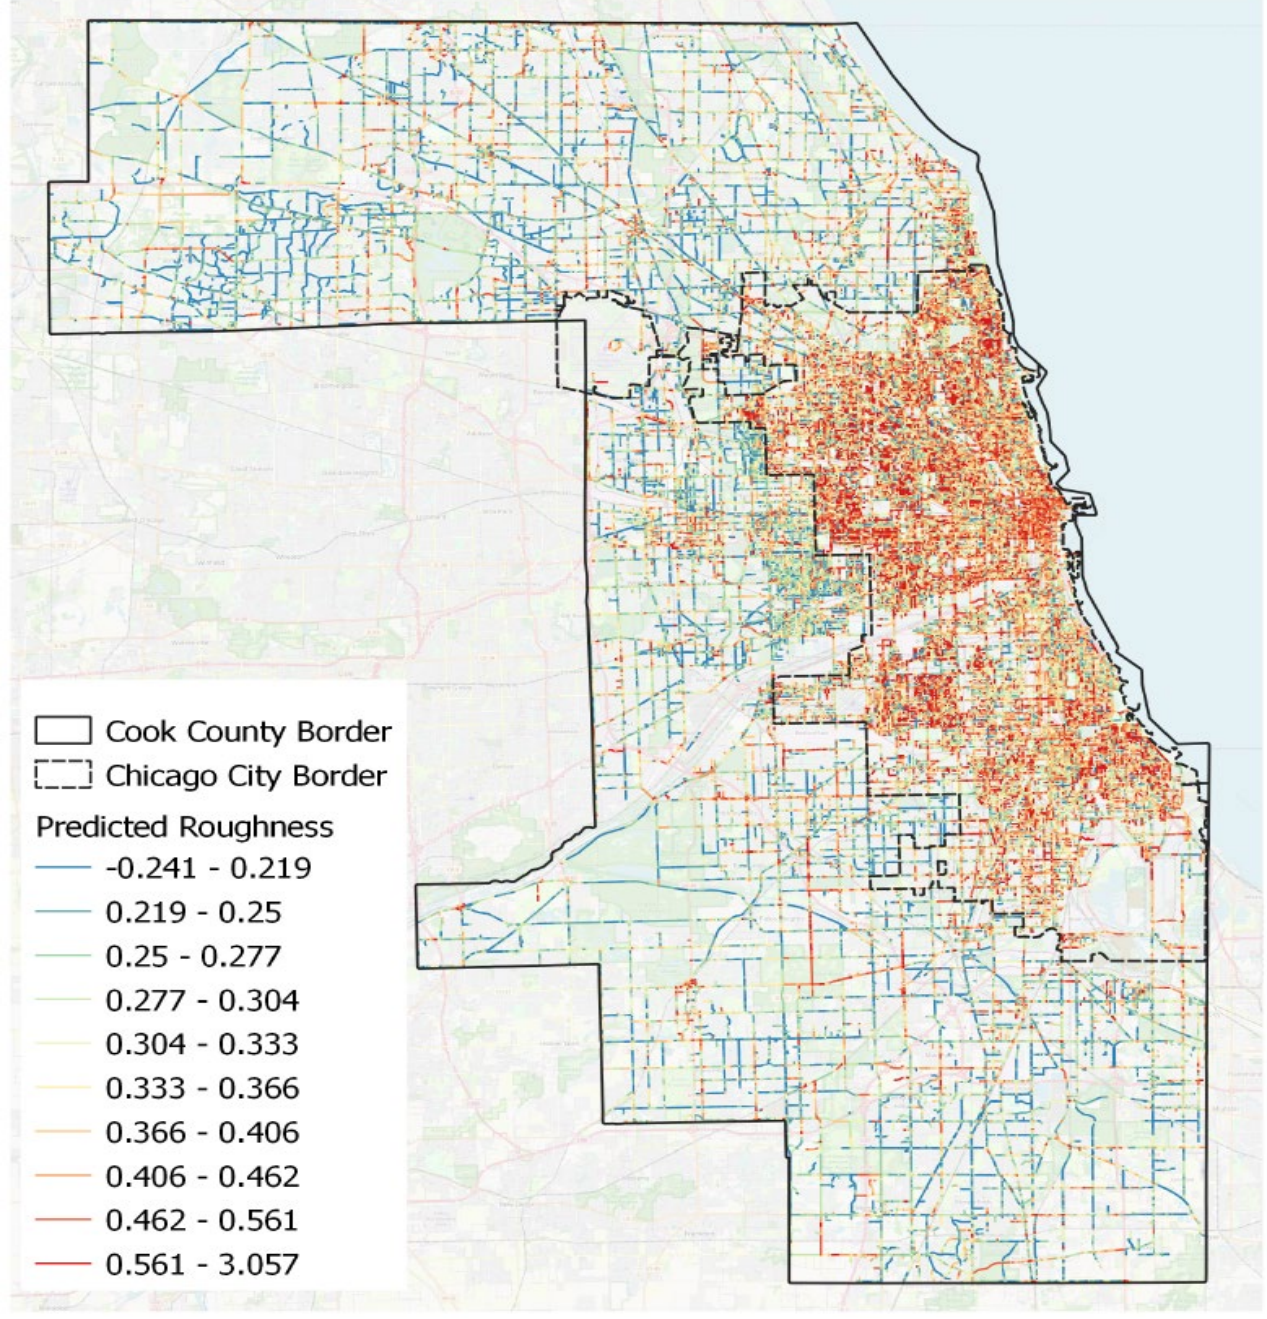 Cook County Border
Chicago City Border
Predicted Roughness
-0.241 - 0.219
0.219 - 0.25
0.25 - 0.277
0.277 - 0.304
0.304 - 0.333
0.333 - 0.366
0.366 - 0.406
0.406 - 0.462
0.462 - 0.561
0.561 - 3.057